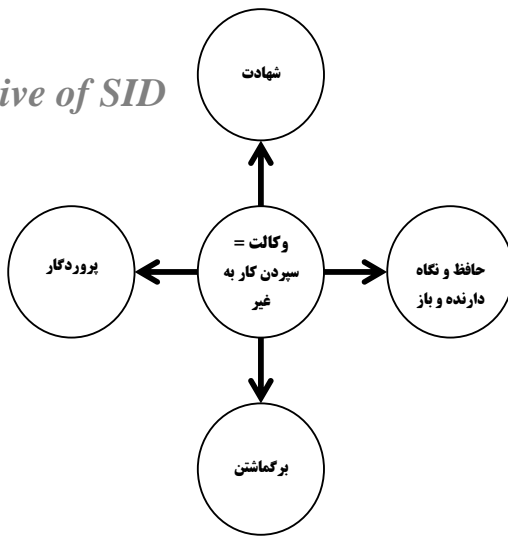 ive of SID
شهادت
پروردگار
وکالت =
سپردن کار به
غیر
حافظ و نگاه
دارنده و باز
برگماشتن